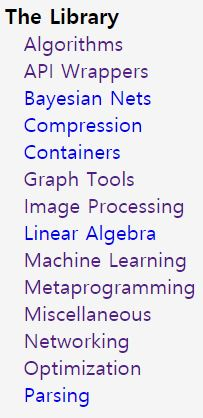 The Library
Algorithms
API Wrappers
Bayesian Nets
Compression
Containers
Graph Tools
Image Processing
Linear Algebra
Machine Learning
Metaprogramming
Miscellaneous
Networking
Optimization
Parsing